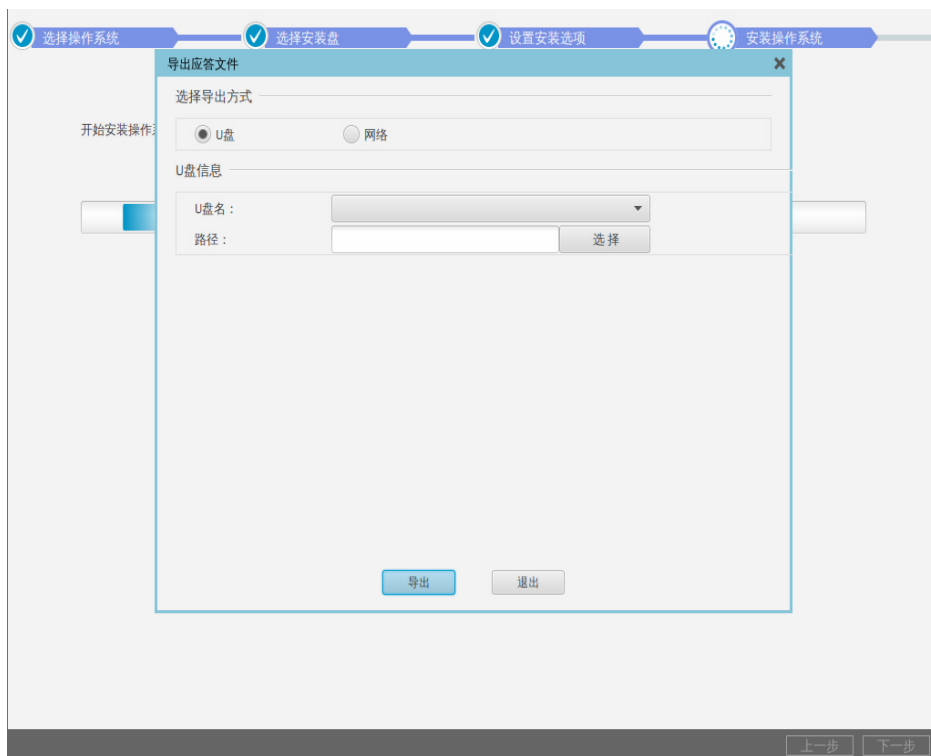 选择操作系统
选择安装盘
设置安装选项
安装操作系统
导出应答文件
选择导出方式
开始安装操作
U盘
网络
U盘信息
U盘名：
路径：
选择
导出
退出
上一步
下一步